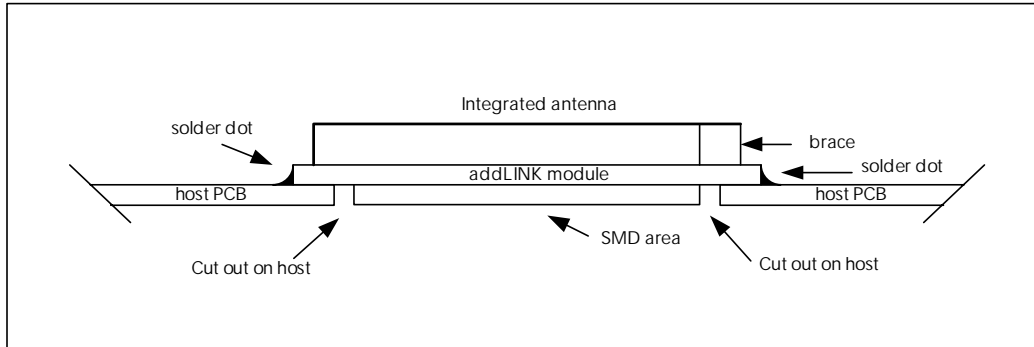 Integrated antenna
solder dot
brace
addLINK module
solder dot
host PCB
host PCB
SMD area
Cut out on host
Cut out on host